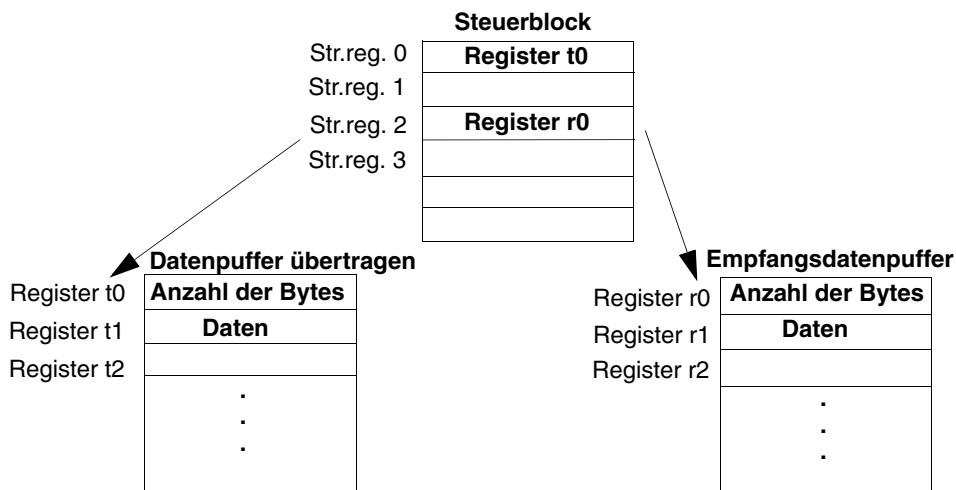 Steuerblock
Str.reg. 0 Register t0
Str.reg. 1
Str.reg. 2 Register r0
Str.reg. 3
Datenpuffer übertragen
Register t0 Anzahl der Bytes
Register t1 Daten
Register t2
.
.
.
Empfangsdatenpuffer
Register r0 Anzahl der Bytes
Register r1 Daten
Register r2
.
.
.